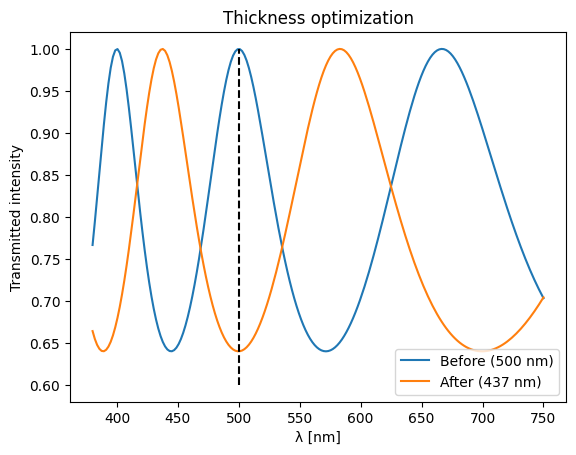 Thickness optimization
Transmitted intensity
1.00
0.95
0.90
0.85
0.80
0.75
0.70
0.65
0.60
Before (500 nm)
After (437 nm)
400 450 500 550 600 650 700 750
λ [nm]